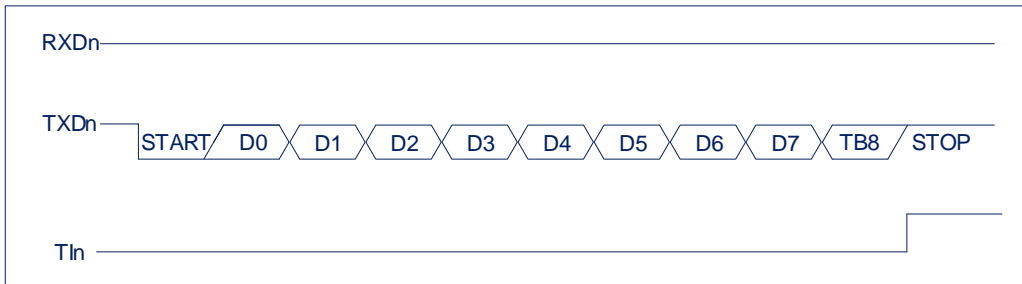 RXDn
TXDn
START D0 D1 D2 D3 D4 D5 D6 D7 TB8 STOP
TIn